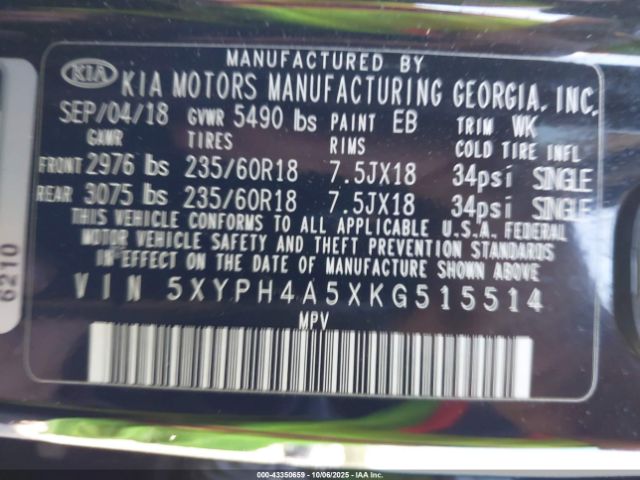 MANUFACTURED BY
KIA KIA MOTORS MANUFACTURING GEORGIA, INC.
SEP/04/18 GVWR 5490 lbs PAINT EB TRIM WK
GAWR TIRES RIMS COLD TIRE INFL
FRONT 2976 lbs 235/60R18 7.5JX18 34psi SINGLE
REAR 3075 lbs 235/60R18 7.5JX18 34psi SINGLE
THIS VEHICLE CONFORMS TO ALL APPLICABLE U.S.A. FEDERAL
MOTOR VEHICLE SAFETY AND THEFT PREVENTION STANDARDS
IN EFFECT ON THE DATE OF MANUFACTURE SHOWN ABOVE.
VIN 5XYPH4A5XKG515514
MPV
6210
© - 43350659 - 10/06/2025 - IAA Inc.